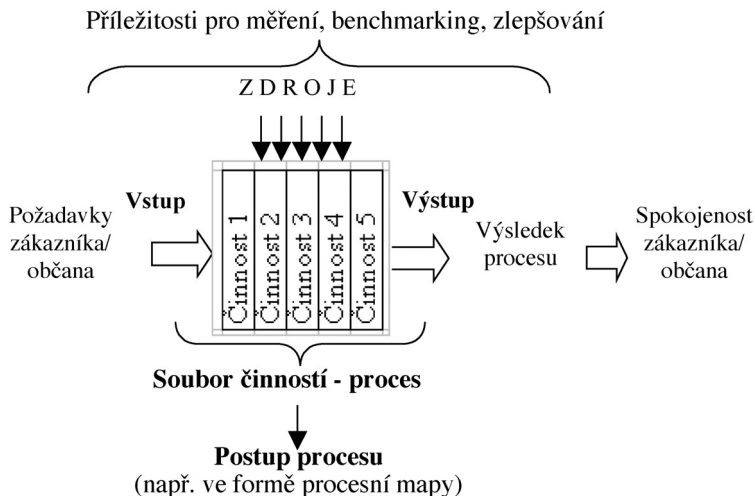 Příležitosti pro měření, benchmarking, zlepšování
Z D R O J E
Požadavky
zákazníka/
občana
Vstup
Činnost 1
Činnost 2
Činnost 3
Činnost 4
Činnost 5
Výstup
Výsledek
procesu
Spokojenost
zákazníka/
občana
Soubor činností - proces
Postup procesu
(např. ve formě procesní mapy)